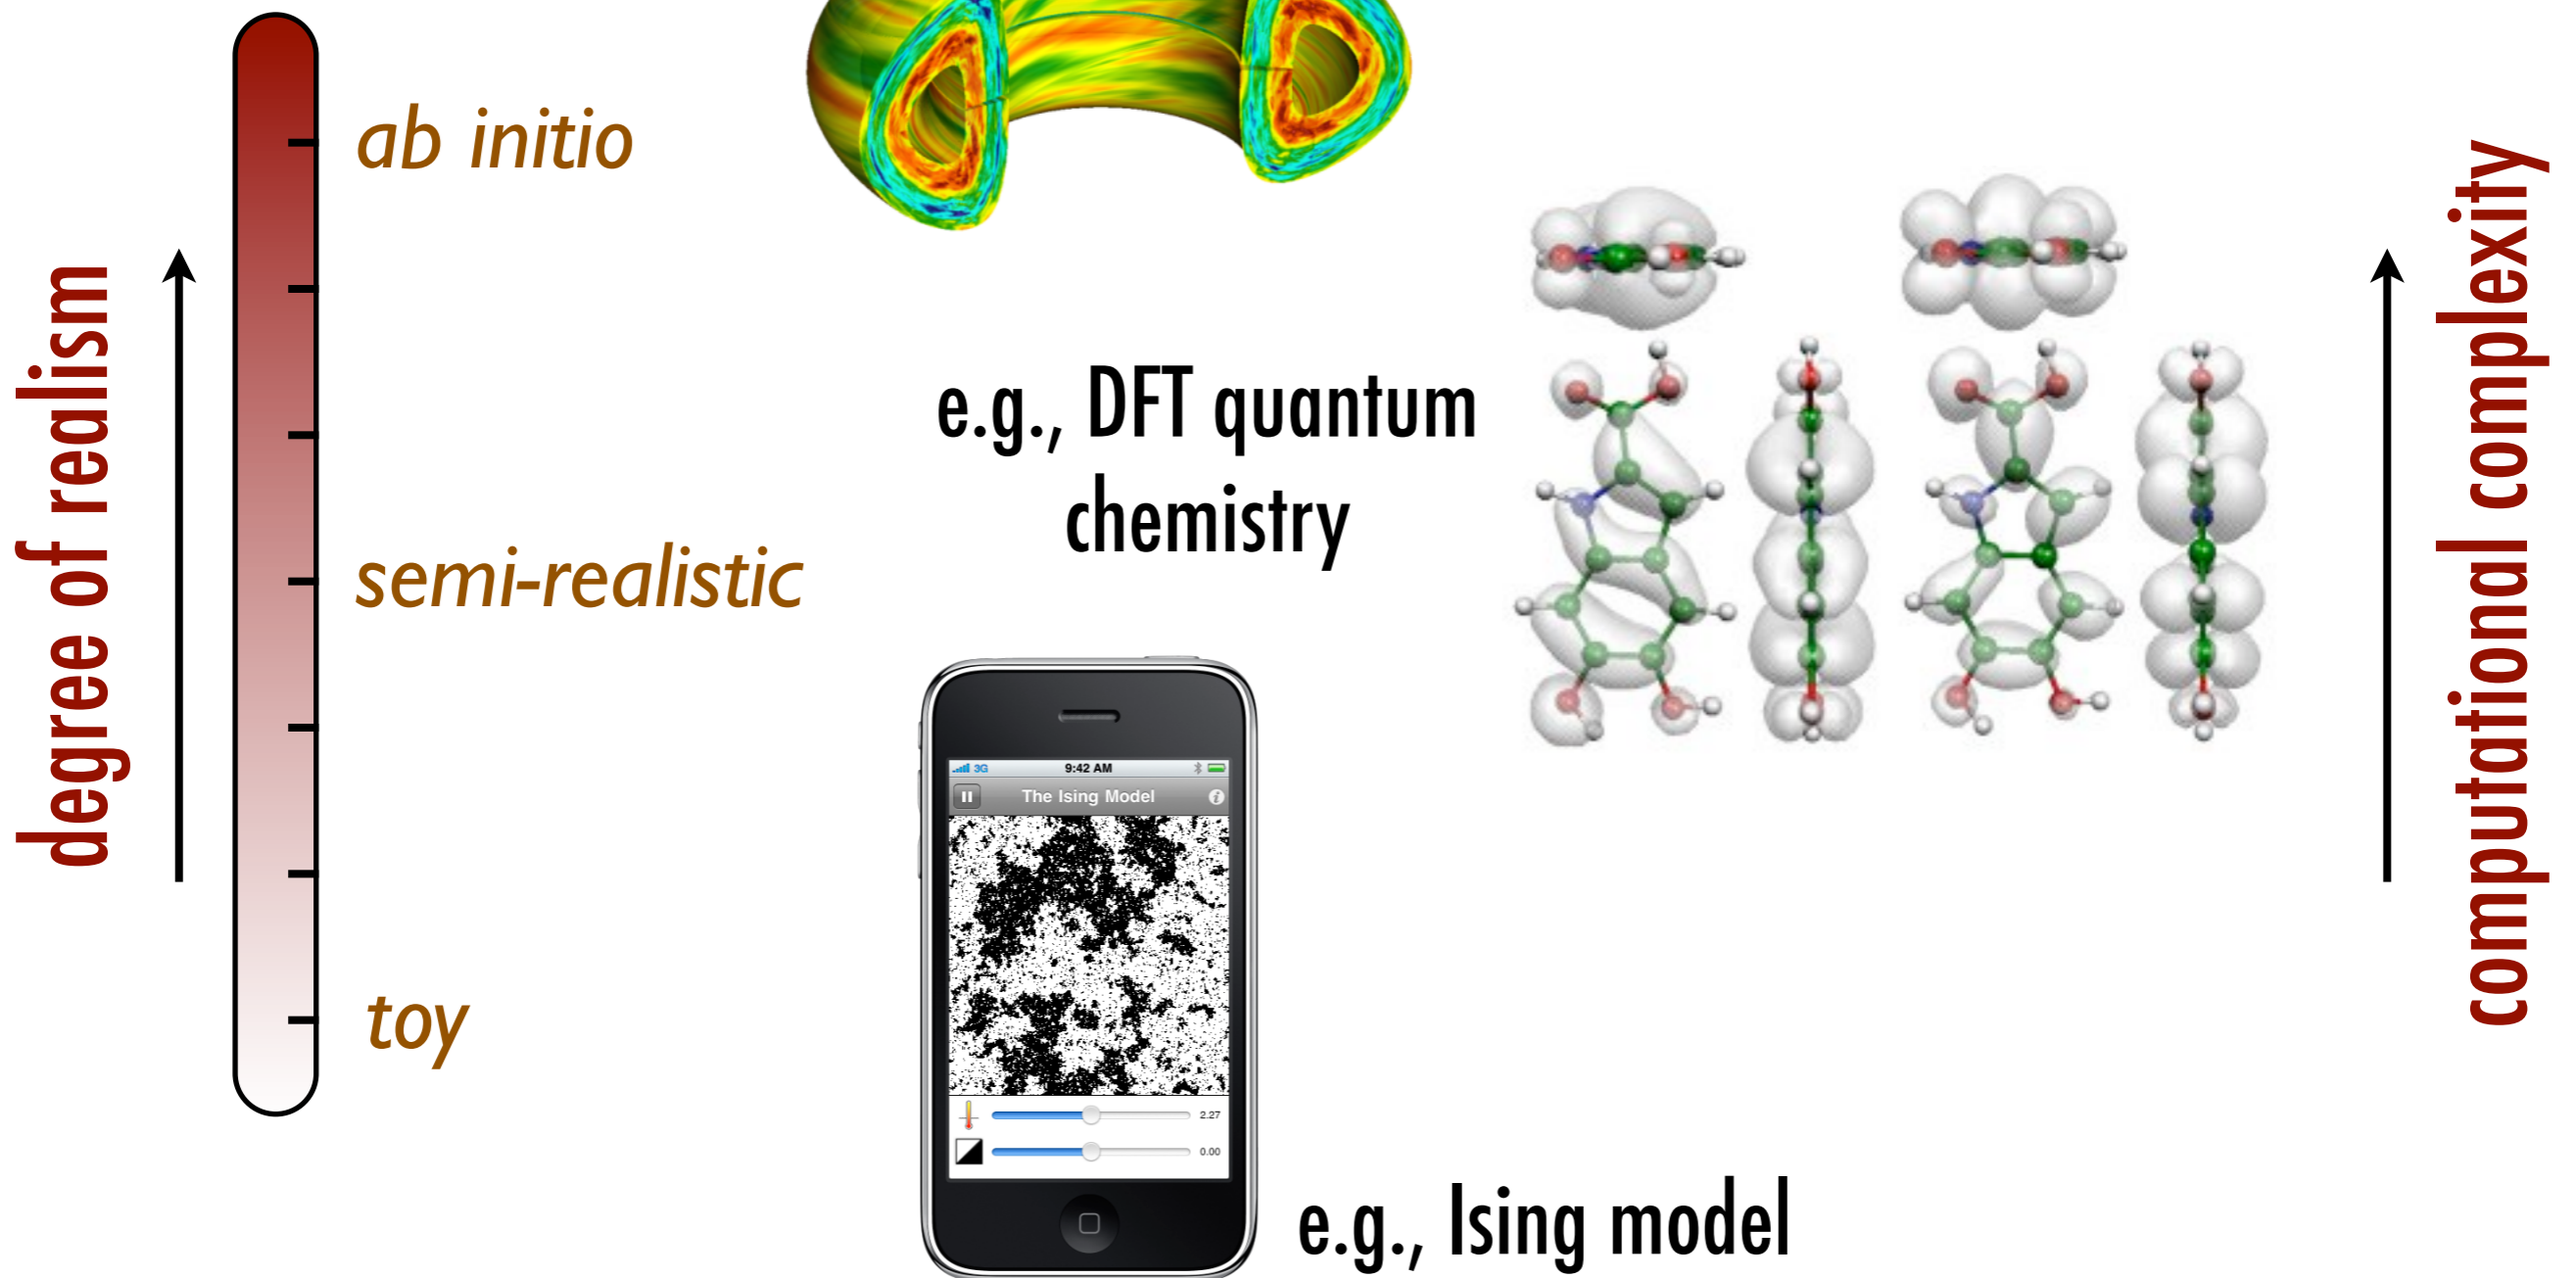 ab initio
degree of realism
computational complexity
e.g., DFT quantum
chemistry
semi-realistic
3G
9:42 AM
The Ising Model
toy
2.27
0.00
e.g., Ising model